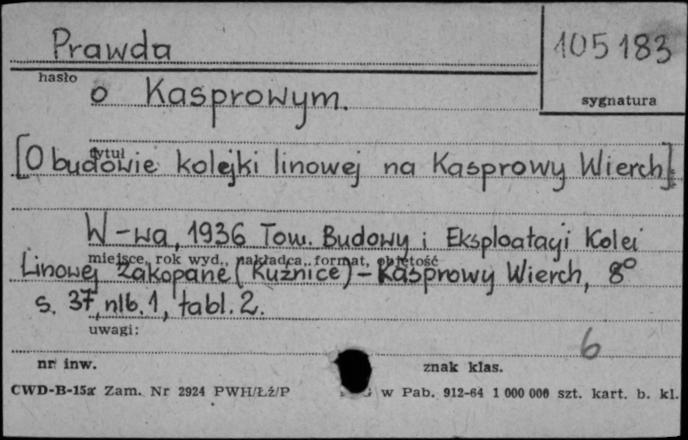 Prawda
105183
hasło
o Kasprowym.
sygnatura
tytuł
[O budowie kolejki linowej na Kasprowy Wierch].
W-wa, 1936 Tow. Budowy i Eksploatacji Kolei
miejsce, rok wyd., nakładca, format, objętość
Linowej Zakopane (Kuźnice) - Kasprowy Wierch, 8°
s. 37, nlb. 1, tabl. 2.
uwagi:
6
nr inw.
znak klas.
CWD-B-15a Zam. Nr 2924 PWH/Łż/P
w Pab. 912-64 1 000 000 szt. kart. b. kl.